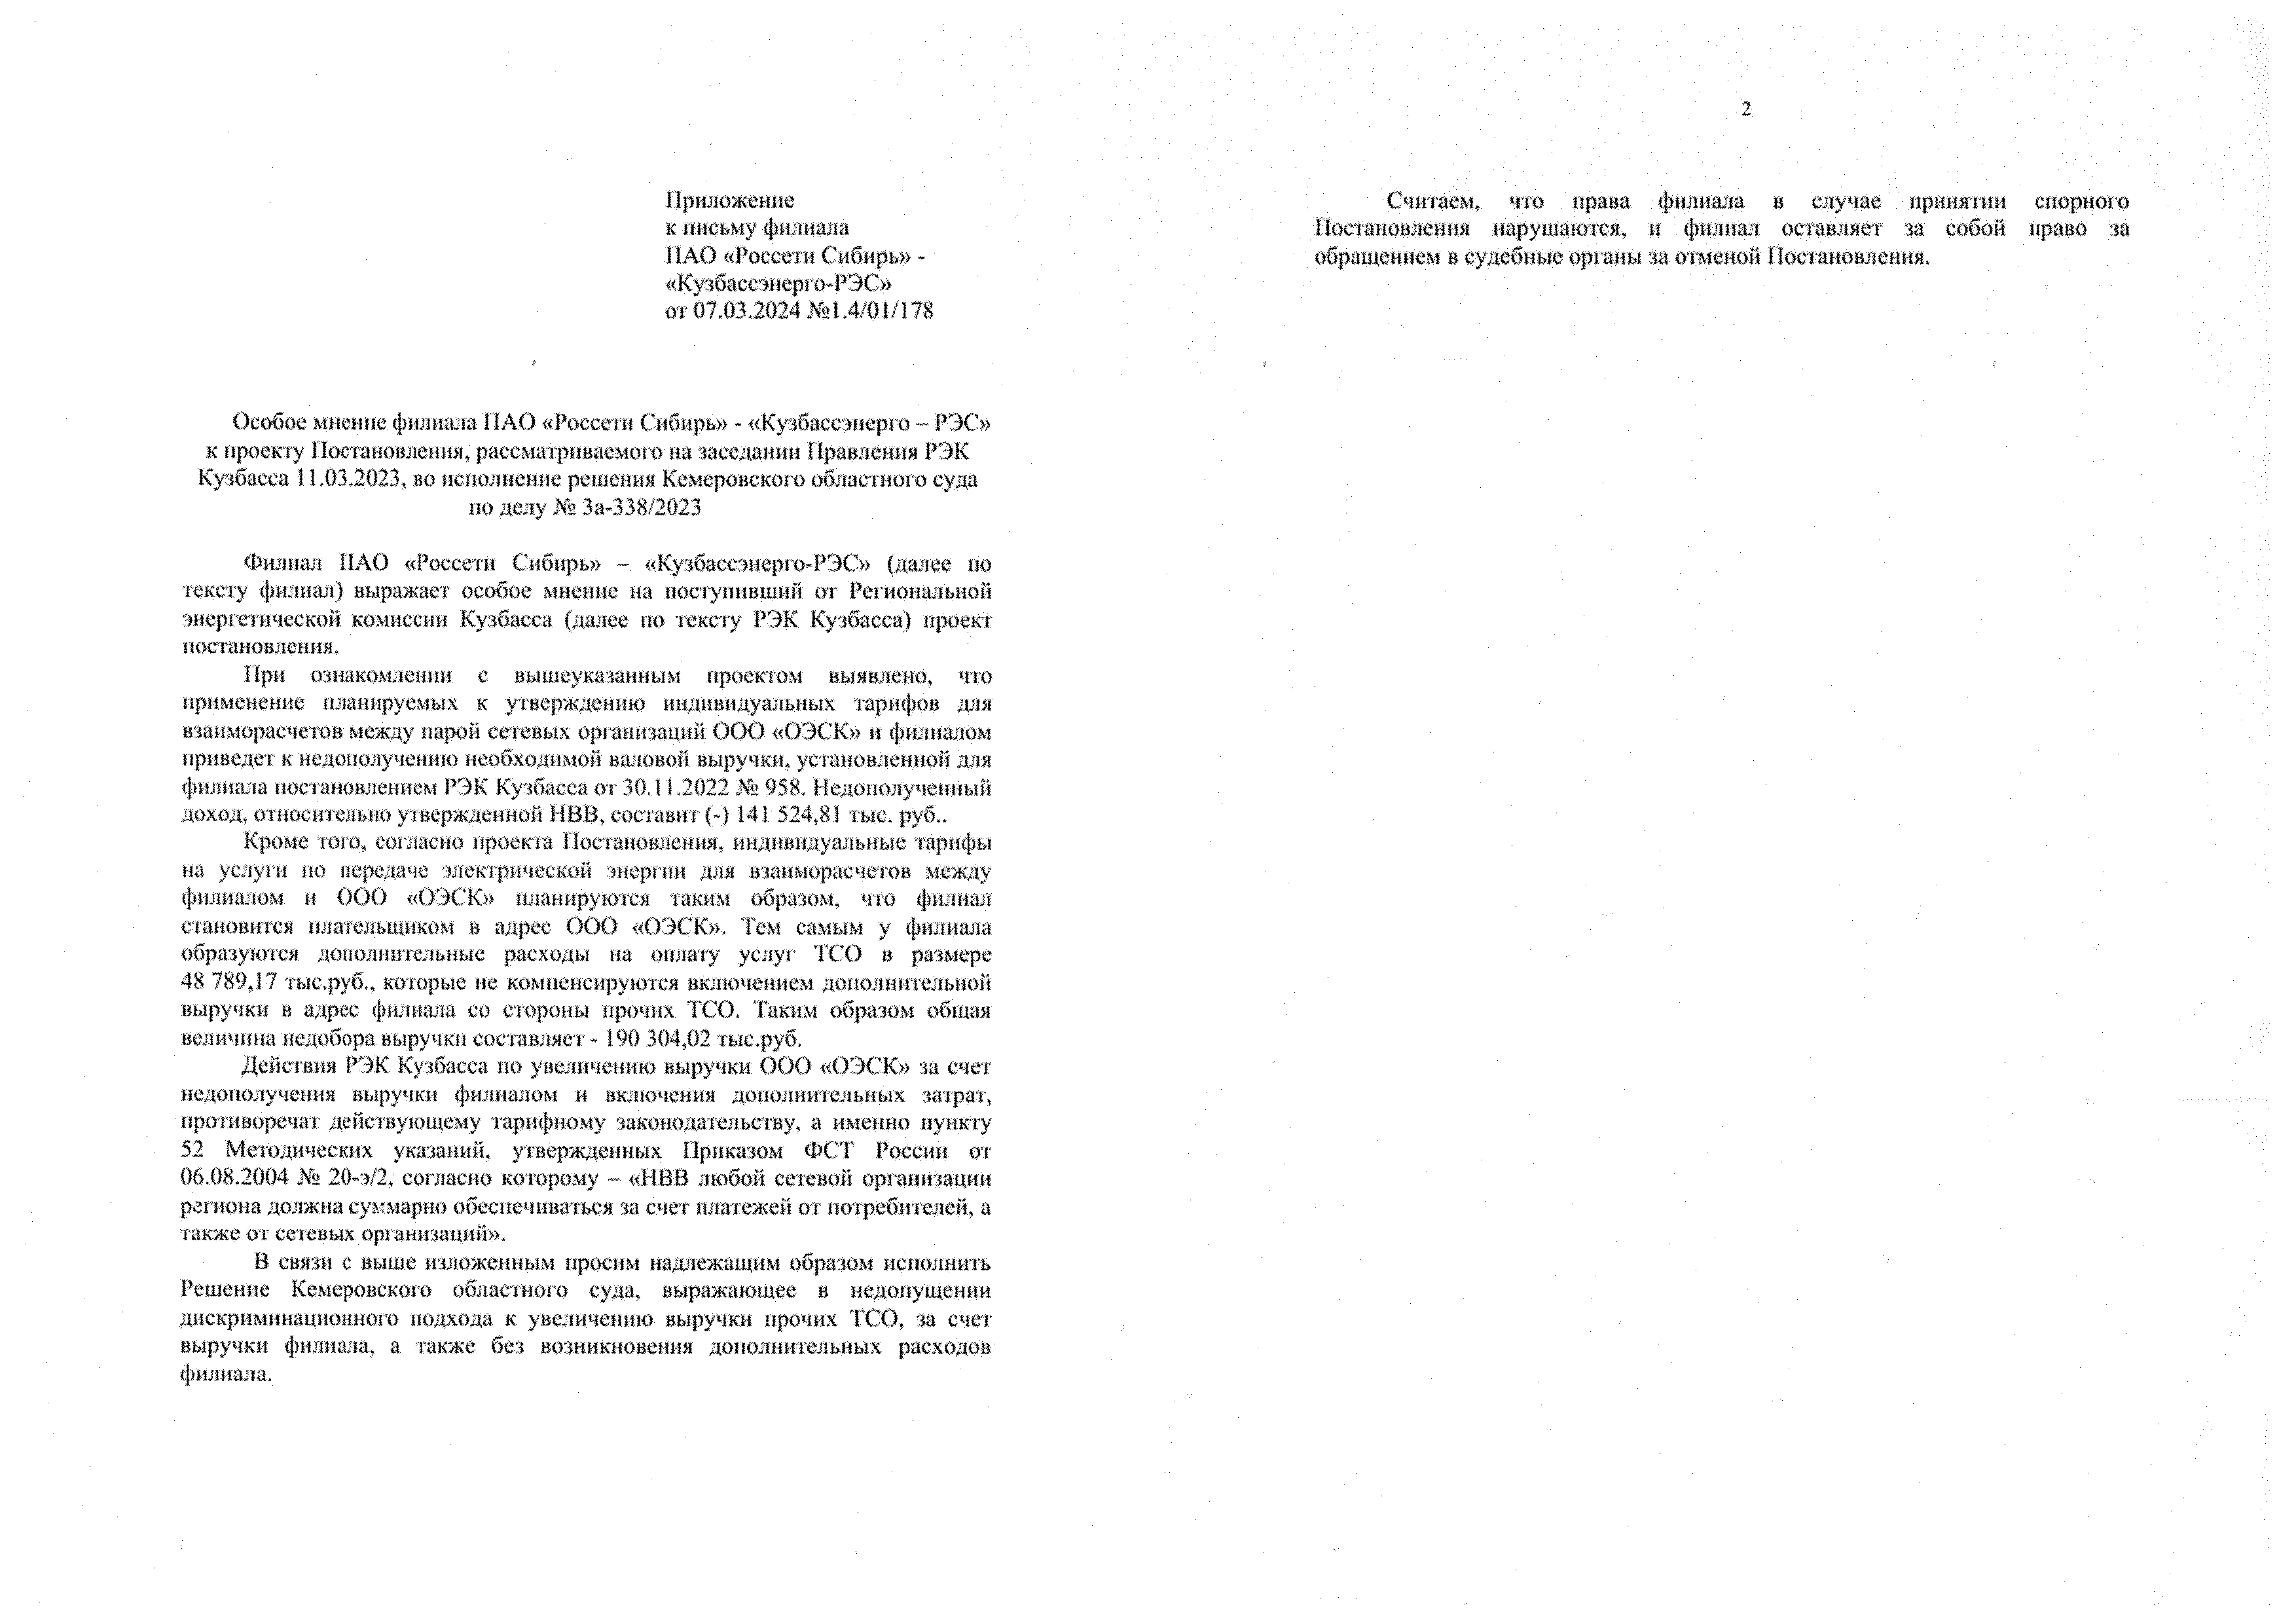 Приложение
к письму филиала
ПАО «Россети Сибирь» -
«Кузбассэнерго-РЭС»
от 07.03.2024 №1.4/01/178
Особое мнение филиала ПАО «Россети Сибирь» - «Кузбассэнерго – РЭС»
к проекту Постановления, рассматриваемого на заседании Правления РЭК
Кузбасса 11.03.2023, во исполнение решения Кемеровского областного суда
по делу № 3а-338/2023
Филиал ПАО «Россети Сибирь» – «Кузбассэнерго-РЭС» (далее по
тексту филиал) выражает особое мнение на поступивший от Региональной
энергетической комиссии Кузбасса (далее по тексту РЭК Кузбасса) проект
постановления.
При ознакомлении с вышеуказанным проектом выявлено, что
применение планируемых к утверждению индивидуальных тарифов для
взаиморасчетов между парой сетевых организаций ООО «ОЭСК» и филиалом
приведет к недополучению необходимой валовой выручки, установленной для
филиала постановлением РЭК Кузбасса от 30.11.2022 № 958. Недополученный
доход, относительно утвержденной НВВ, составит (-) 141 524,81 тыс. руб..
Кроме того, согласно проекта Постановления, индивидуальные тарифы
на услуги по передаче электрической энергии для взаиморасчетов между
филиалом и ООО «ОЭСК» планируются таким образом, что филиал
становится плательщиком в адрес ООО «ОЭСК». Тем самым у филиала
образуются дополнительные расходы на оплату услуг ТСО в размере
48 789,17 тыс.руб., которые не компенсируются включением дополнительной
выручки в адрес филиала со стороны прочих ТСО. Таким образом общая
величина недобора выручки составляет - 190 304,02 тыс.руб.
Действия РЭК Кузбасса по увеличению выручки ООО «ОЭСК» за счет
недополучения выручки филиалом и включения дополнительных затрат,
противоречат действующему тарифному законодательству, а именно пункту
52 Методических указаний, утвержденных Приказом ФСТ России от
06.08.2004 № 20-э/2, согласно которому – «НВВ любой сетевой организации
региона должна суммарно обеспечиваться за счет платежей от потребителей, а
также от сетевых организаций».
В связи с выше изложенным просим надлежащим образом исполнить
Решение Кемеровского областного суда, выражающее в недопущении
дискриминационного подхода к увеличению выручки прочих ТСО, за счет
выручки филиала, а также без возникновения дополнительных расходов
филиала.
2
Считаем, что права филиала в случае принятии спорного
Постановления нарушаются, и филиал оставляет за собой право за
обращением в судебные органы за отменой Постановления.